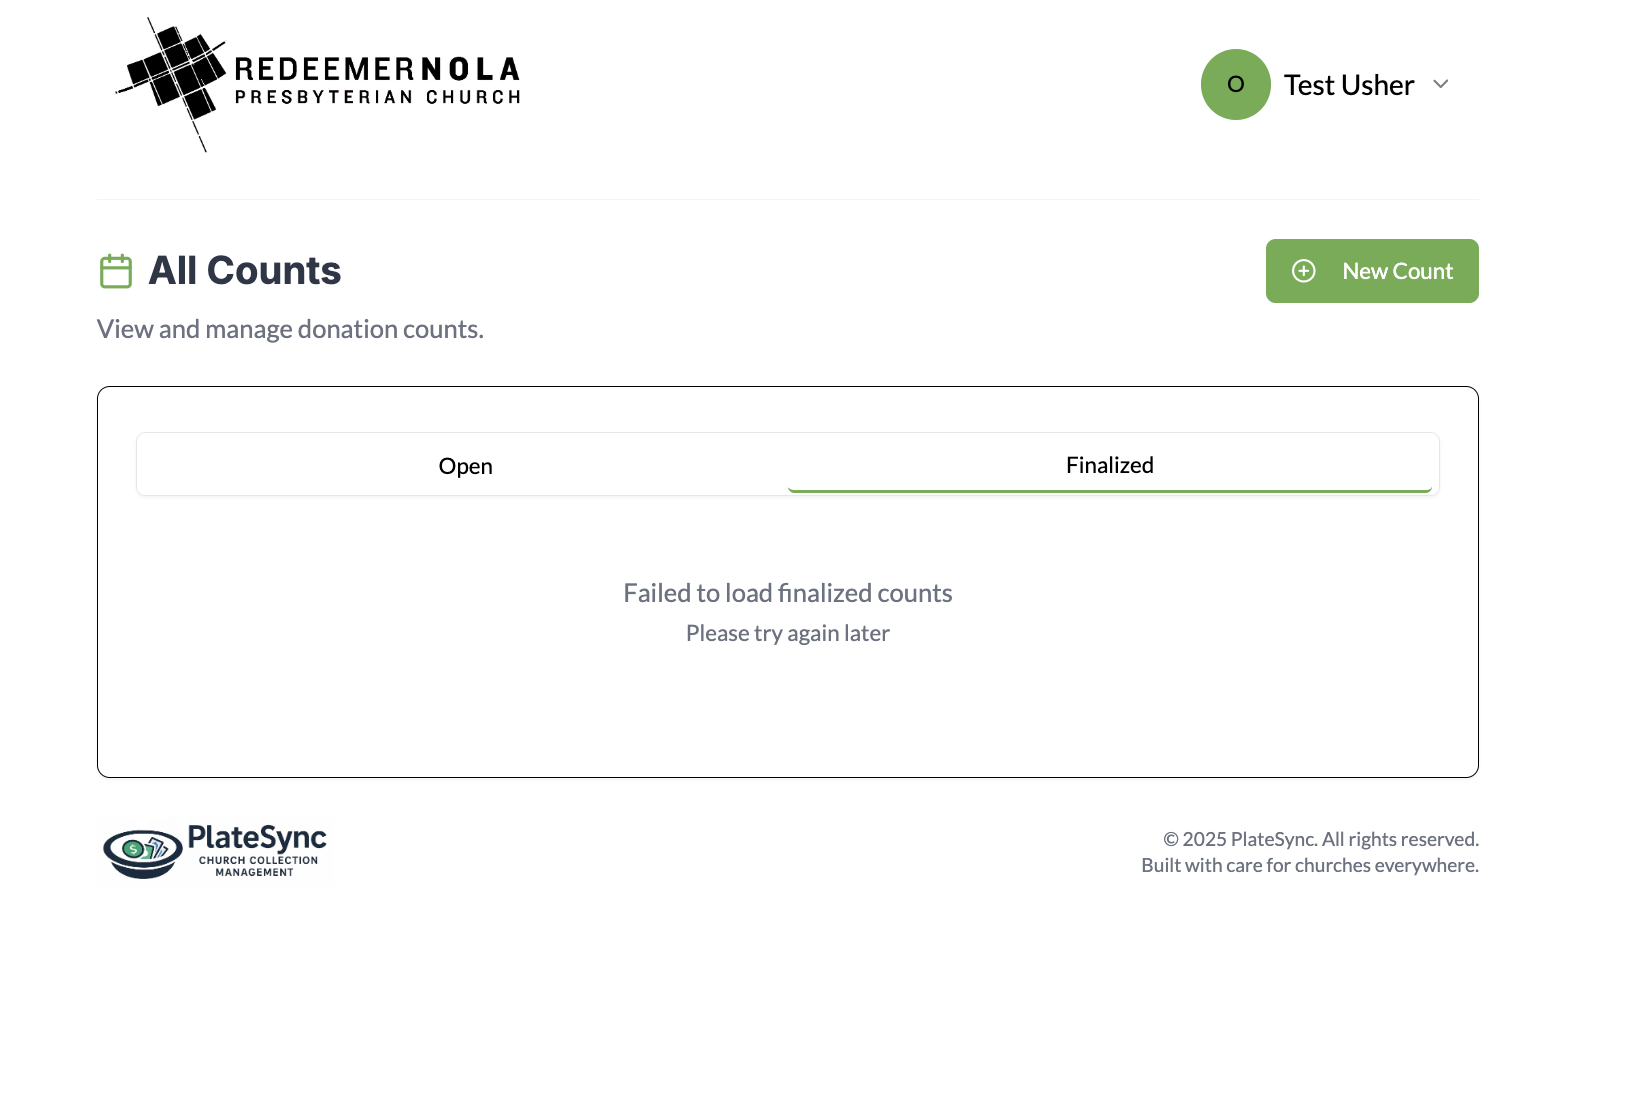 REDEEMERNOLA
PRESBYTERIAN CHURCH
O
Test Usher
All Counts
New Count
View and manage donation counts.
Open
Finalized
Failed to load finalized counts
Please try again later
$
PlateSync
CHURCH COLLECTION
MANAGEMENT
© 2025 PlateSync. All rights reserved.
Built with care for churches everywhere.